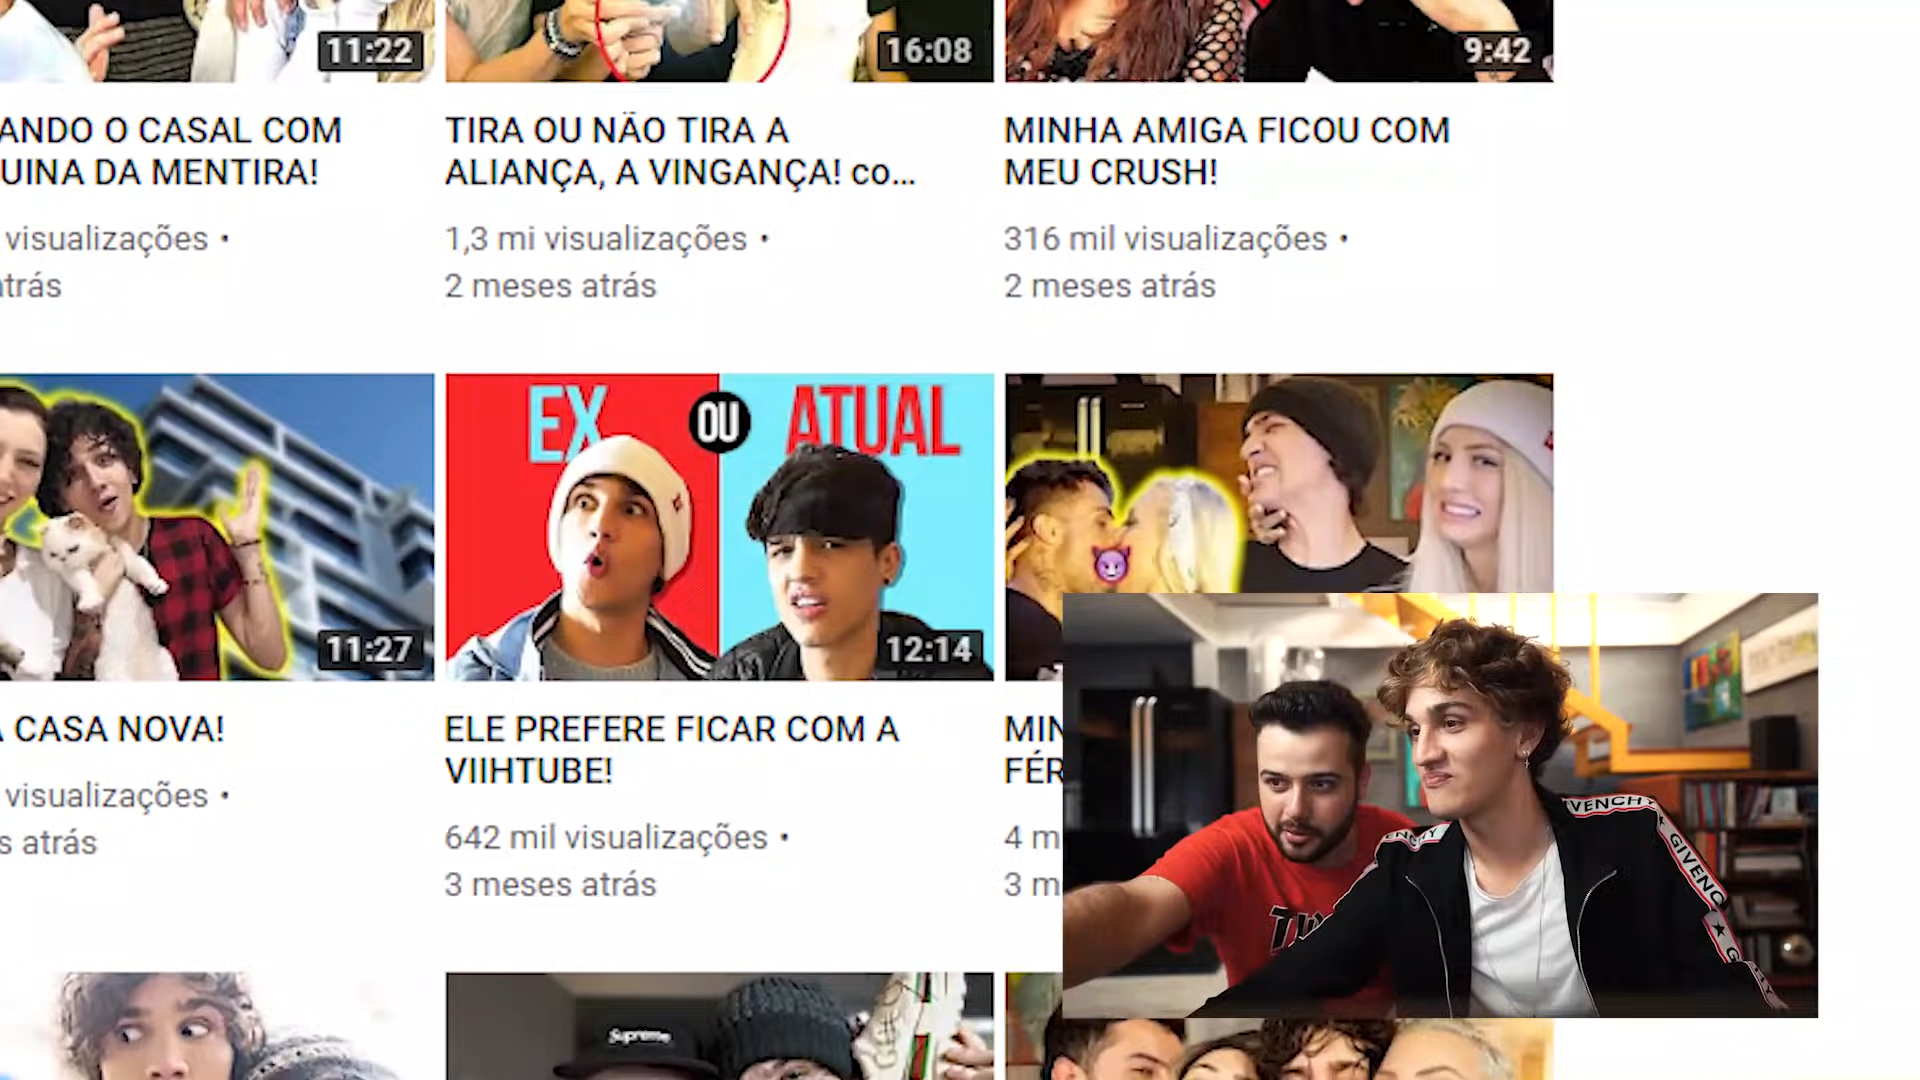 11:22
16:08
9:42
ANDO O CASAL COM
UINA DA MENTIRA!
visualizações •
atrás
TIRA OU NÃO TIRA A
ALIANÇA, A VINGANÇA! co...
1,3 mi visualizações •
2 meses atrás
MINHA AMIGA FICOU COM
MEU CRUSH!
316 mil visualizações •
2 meses atrás
EX OU ATUAL
11:27
12:14
A CASA NOVA!
visualizações •
s atrás
ELE PREFERE FICAR COM A
VIIHTUBE!
642 mil visualizações •
3 meses atrás
MIN
FÉR
4 m
3 m
VENCHY
GIVENC
Supreme